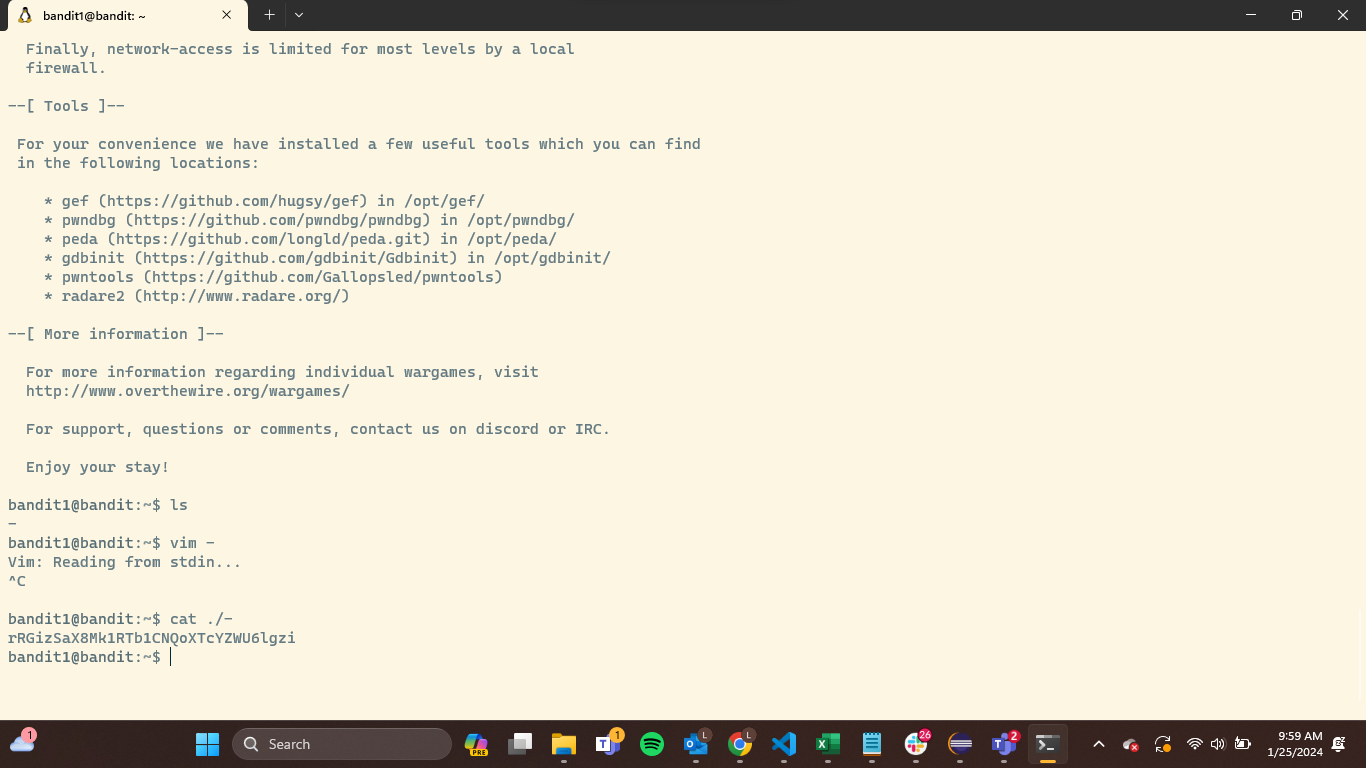 bandit1@bandit: ~
Finally, network-access is limited for most levels by a local
firewall.
--[ Tools ]--
For your convenience we have installed a few useful tools which you can find
in the following locations:
* gef (https://github.com/hugsy/gef) in /opt/gef/
* pwndbg (https://github.com/pwndbg/pwndbg) in /opt/pwndbg/
* peda (https://github.com/longld/peda.git) in /opt/peda/
* gdbinit (https://github.com/gdbinit/Gdbinit) in /opt/gdbinit/
* pwntools (https://github.com/Gallopsled/pwntools)
* radare2 (http://www.radare.org/)
--[ More information ]--
For more information regarding individual wargames, visit
http://www.overthewire.org/wargames/
For support, questions or comments, contact us on discord or IRC.
Enjoy your stay!
bandit1@bandit:~$ ls
-
bandit1@bandit:~$ vim -
Vim: Reading from stdin...
^C
bandit1@bandit:~$ cat ./-
rRGizSaX8Mk1RTb1CNQoXTcYZWU6lgzi
bandit1@bandit:~$
1
Search
PRE
1
L
L
26
2
9:59 AM
1/25/2024